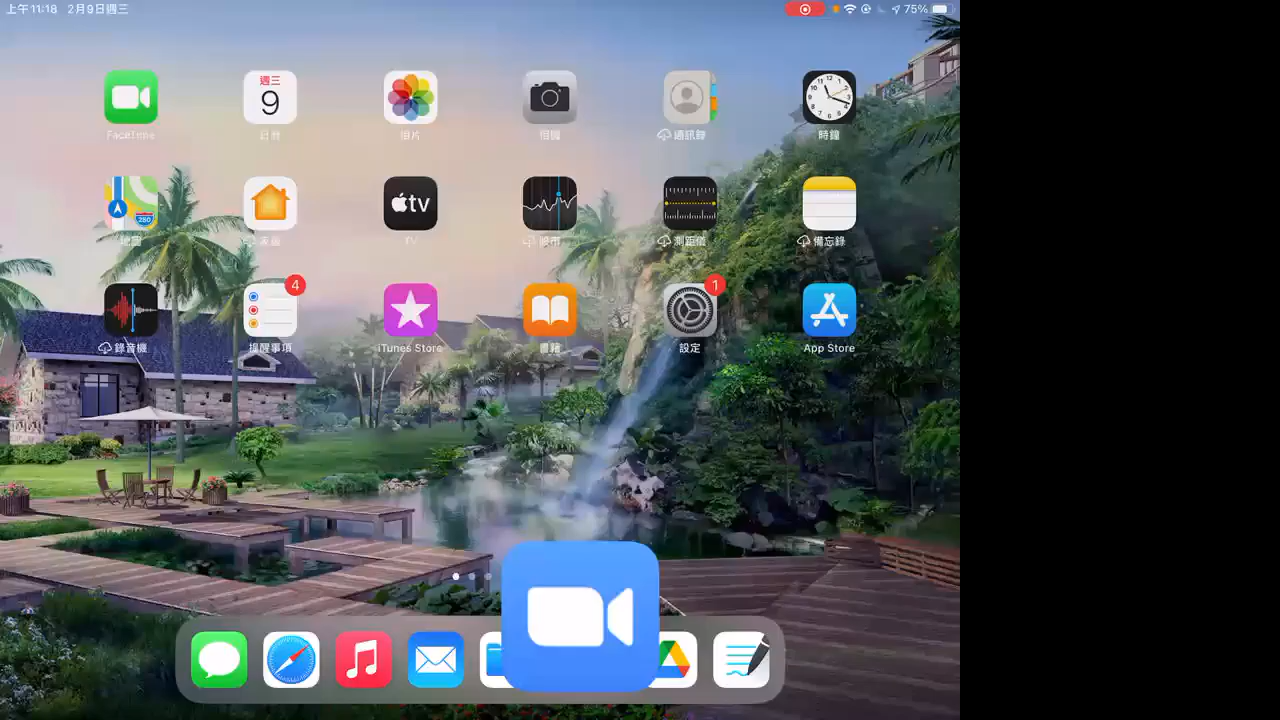 上午11:18 2月9日週三
75%
週三
9
FaceTime
日曆
照片
相機
通訊錄
時鐘
280
tv
地圖
家庭
TV
股市
測距儀
備忘錄
4
1
錄音機
提醒事項
iTunes Store
書籍
設定
App Store